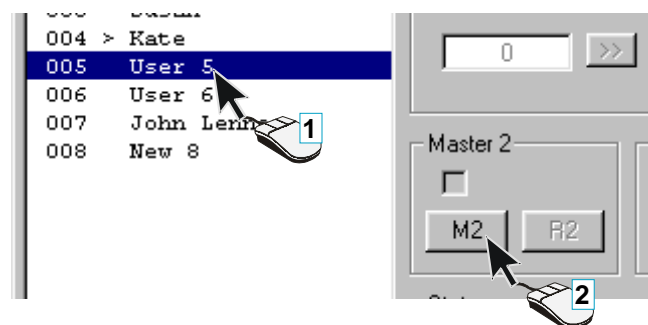 004 > Kate
005 User 5
006 User 6
007 John
008 New 8
1
0
>>
Master 2
M2
R2
2